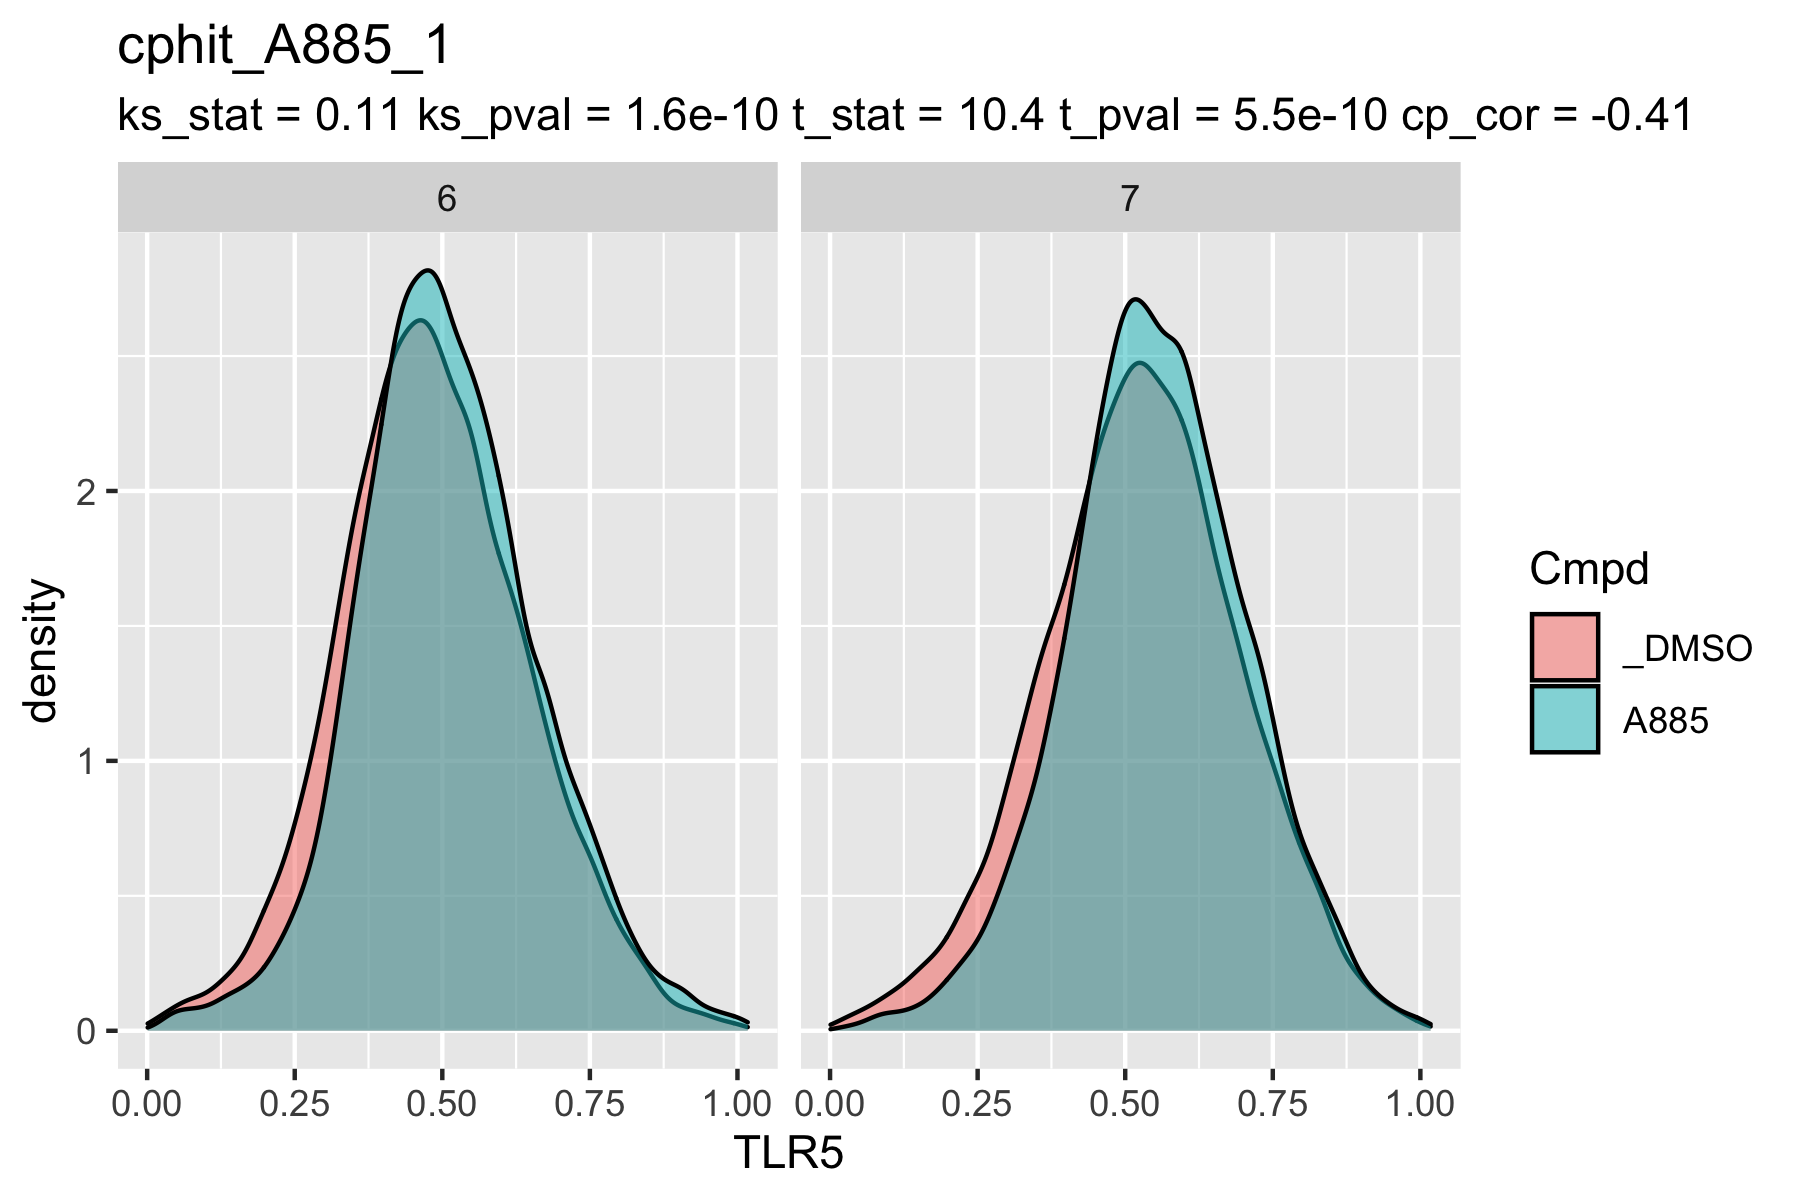 cphit_A885_1
ks_stat = 0.11 ks_pval = 1.6e-10 t_stat = 10.4 t_pval = 5.5e-10 cp_cor = -0.41
6 7
density
2
1
0
0.00 0.25 0.50 0.75 1.00 0.00 0.25 0.50 0.75 1.00
TLR5
Cmpd
_DMSO
A885